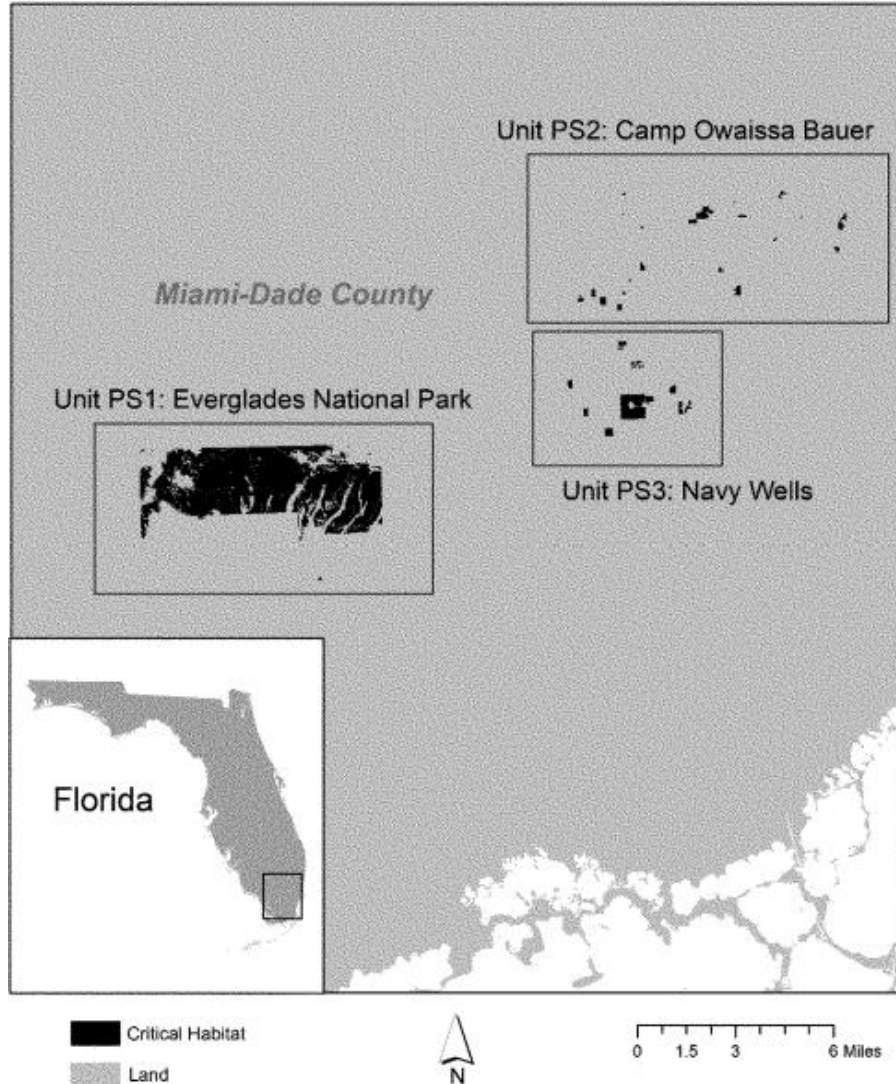 Unit PS2: Camp Owaissa Bauer
Miami-Dade County
Unit PS1: Everglades National Park
Unit PS3: Navy Wells
Florida
Critical Habitat
Land
N
0 1.5 3 6 Miles